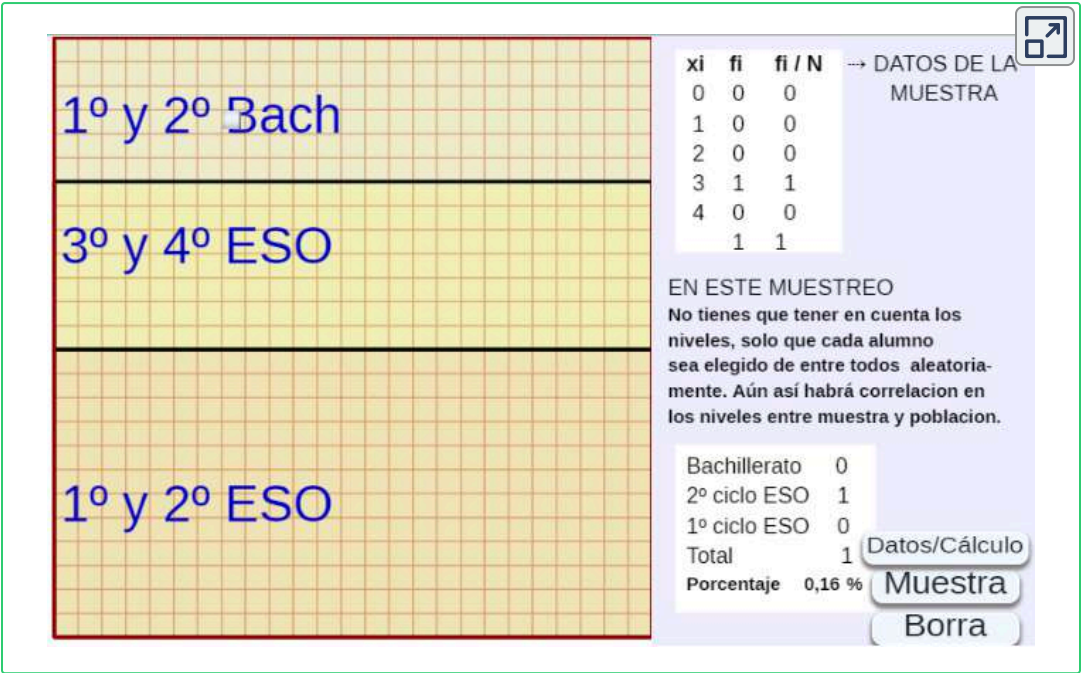 1º y 2º Bach
3º y 4º ESO
1º y 2º ESO
xi fi fi / N → DATOS DE LA
MUESTRA
0 0 0
1 0 0
2 0 0
3 1 1
4 0 0
1 1
EN ESTE MUESTREO
No tienes que tener en cuenta los
niveles, solo que cada alumno
sea elegido de entre todos aleatoria-
mente. Aún así habrá correlacion en
los niveles entre muestra y poblacion.
Bachillerato 0
2º ciclo ESO 1
1º ciclo ESO 0
Total 1
Porcentaje 0,16 %
Datos/Cálculo
Muestra
Borra